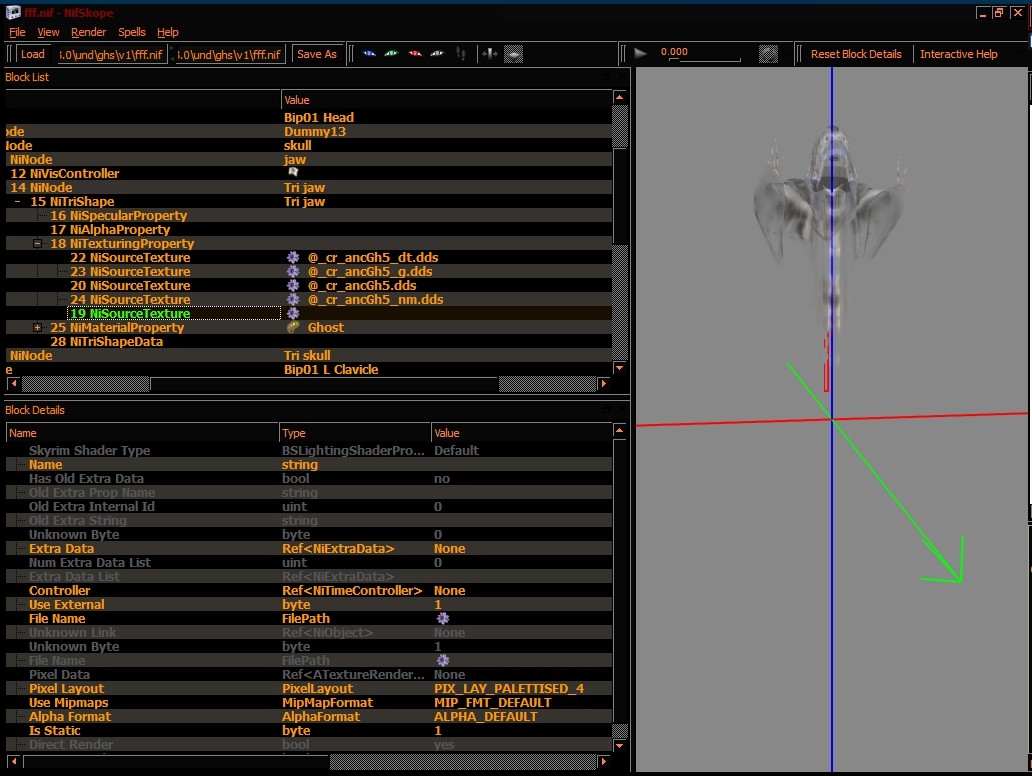 fff.nif - NifSkope
File View Render Spells Help
Load ;.0\und\ghs\v1\fff.nif ;.0\und\ghs\v1\fff.nif Save As 0.000 Reset Block Details Interactive Help
Block List
Value
Bip01 Head
ode Dummy13
Node skull
NiNode jaw
12 NiVisController
14 NiNode Tri jaw
15 NiTriShape Tri jaw
16 NiSpecularProperty
17 NiAlphaProperty
18 NiTexturingProperty
22 NiSourceTexture @_cr_ancGh5_dt.dds
23 NiSourceTexture @_cr_ancGh5_g.dds
20 NiSourceTexture @_cr_ancGh5.dds
24 NiSourceTexture @_cr_ancGh5_nm.dds
19 NiSourceTexture
25 NiMaterialProperty Ghost
28 NiTriShapeData
NiNode Tri skull
e Bip01 L Clavicle
Block Details
Name Type Value
Skyrim Shader Type BSLightingShaderPro... Default
Name string
Has Old Extra Data bool no
Old Extra Prop Name string
Old Extra Internal Id uint 0
Old Extra String string
Unknown Byte byte 0
Extra Data Ref<NiExtraData> None
Num Extra Data List uint 0
Extra Data List Ref<NiExtraData>
Controller Ref<NiTimeController> None
Use External byte 1
File Name FilePath
Unknown Link Ref<NiObject> None
Unknown Byte byte 1
File Name FilePath
Pixel Data Ref<ATextureRender... None
Pixel Layout PixelLayout PIX_LAY_PALETTISED_4
Use Mipmaps MipMapFormat MIP_FMT_DEFAULT
Alpha Format AlphaFormat ALPHA_DEFAULT
Is Static byte 1
Direct Render bool yes